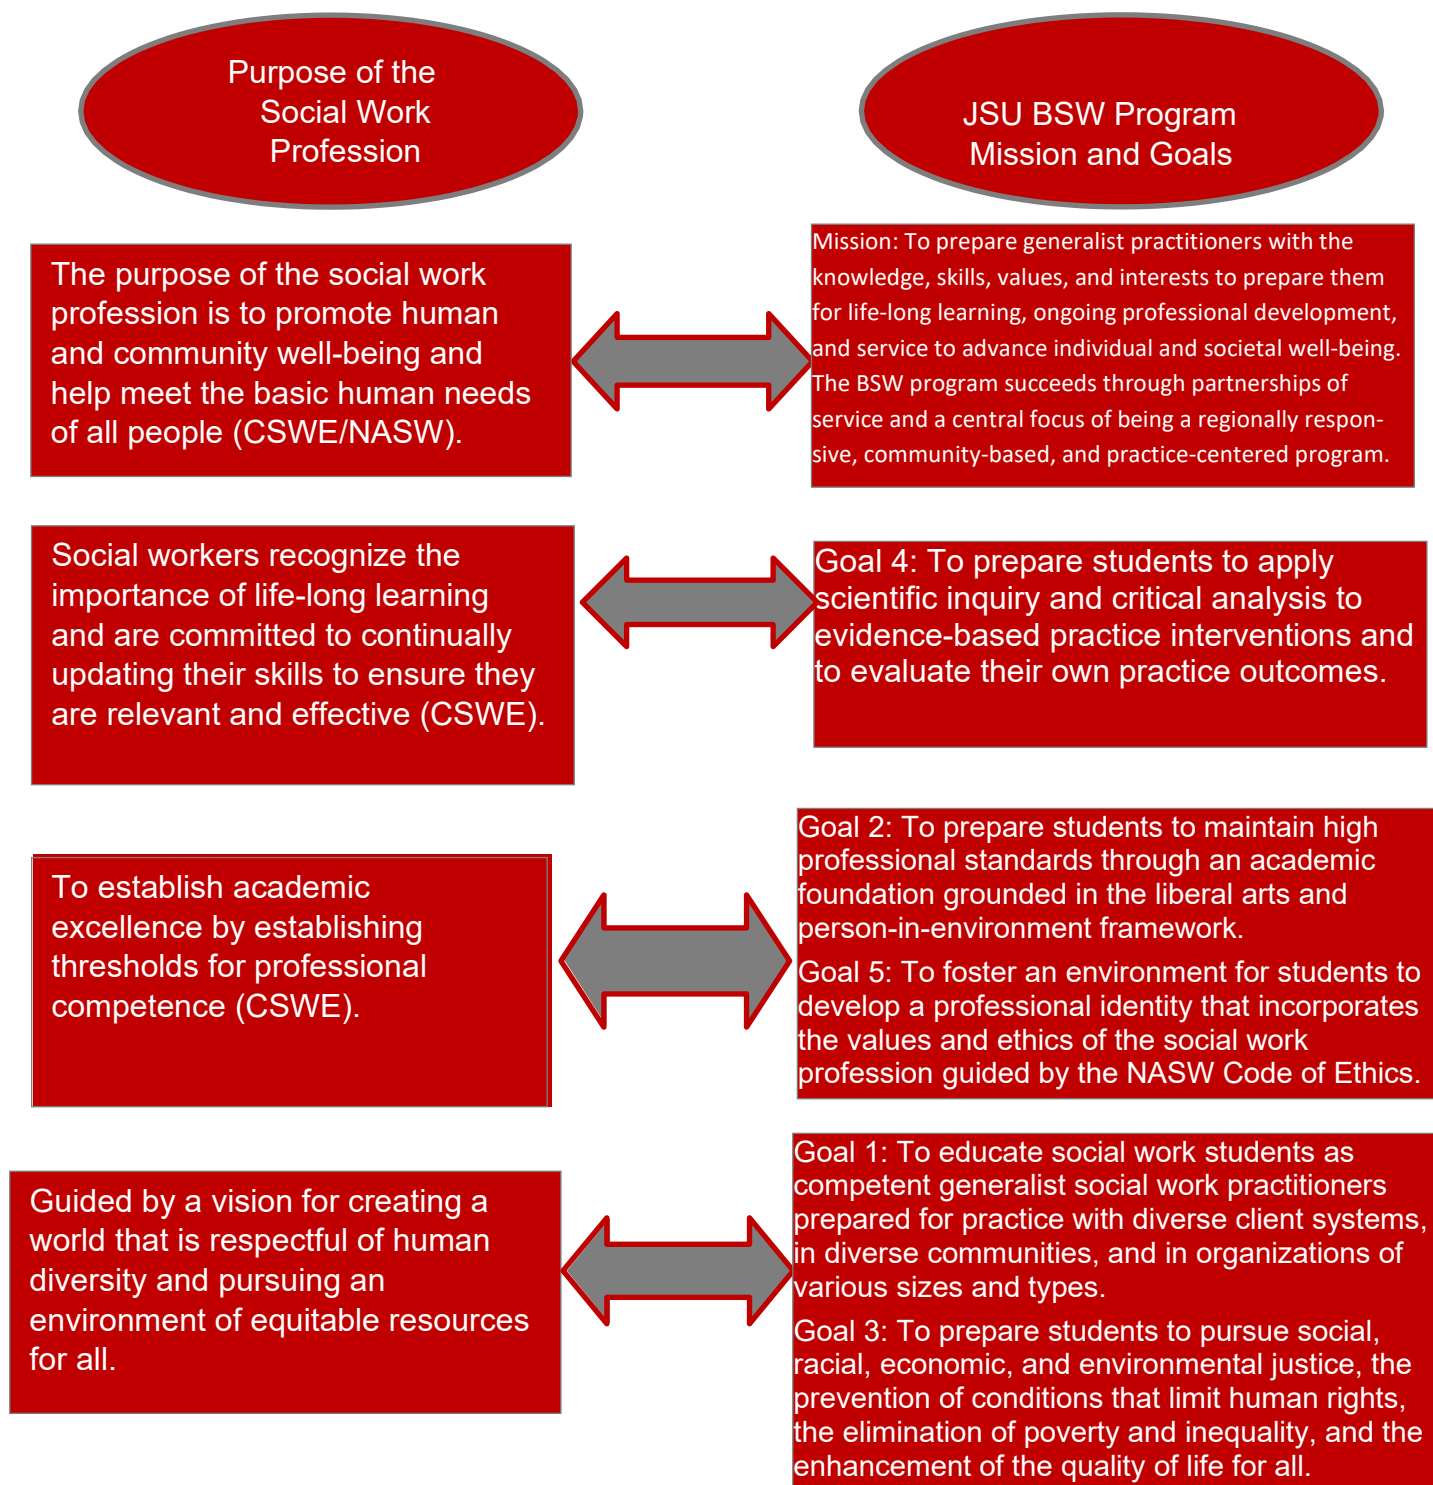 Purpose of the
Social Work
Profession
JSU BSW Program
Mission and Goals
The purpose of the social work
profession is to promote human
and community well-being and
help meet the basic human needs
of all people (CSWE/NASW).
Mission: To prepare generalist practitioners with the
knowledge, skills, values, and interests to prepare them
for life-long learning, ongoing professional development,
and service to advance individual and societal well-being.
The BSW program succeeds through partnerships of
service and a central focus of being a regionally respon-
sive, community-based, and practice-centered program.
Social workers recognize the
importance of life-long learning
and are committed to continually
updating their skills to ensure they
are relevant and effective (CSWE).
Goal 4: To prepare students to apply
scientific inquiry and critical analysis to
evidence-based practice interventions and
to evaluate their own practice outcomes.
To establish academic
excellence by establishing
thresholds for professional
competence (CSWE).
Goal 2: To prepare students to maintain high
professional standards through an academic
foundation grounded in the liberal arts and
person-in-environment framework.
Goal 5: To foster an environment for students to
develop a professional identity that incorporates
the values and ethics of the social work
profession guided by the NASW Code of Ethics.
Guided by a vision for creating a
world that is respectful of human
diversity and pursuing an
environment of equitable resources
for all.
Goal 1: To educate social work students as
competent generalist social work practitioners
prepared for practice with diverse client systems,
in diverse communities, and in organizations of
various sizes and types.
Goal 3: To prepare students to pursue social,
racial, economic, and environmental justice, the
prevention of conditions that limit human rights,
the elimination of poverty and inequality, and the
enhancement of the quality of life for all.